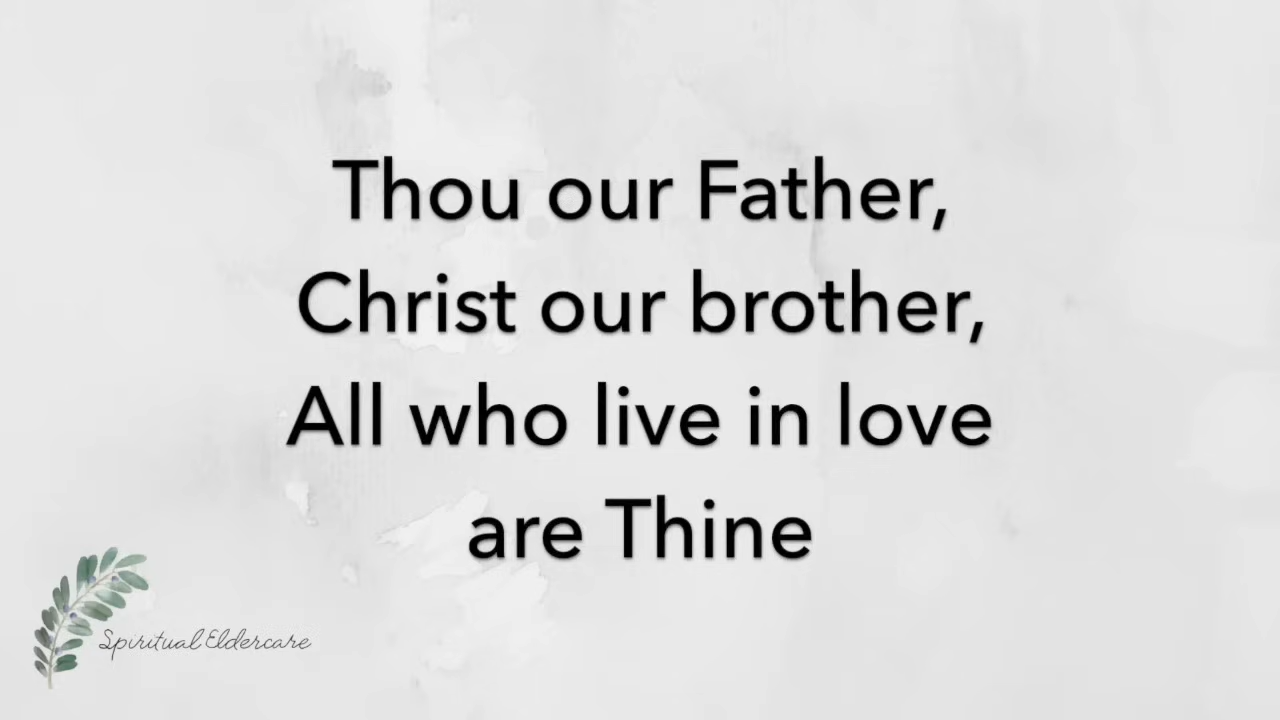 Thou our Father,
Christ our brother,
All who live in love
are Thine
Spiritual Eldercare